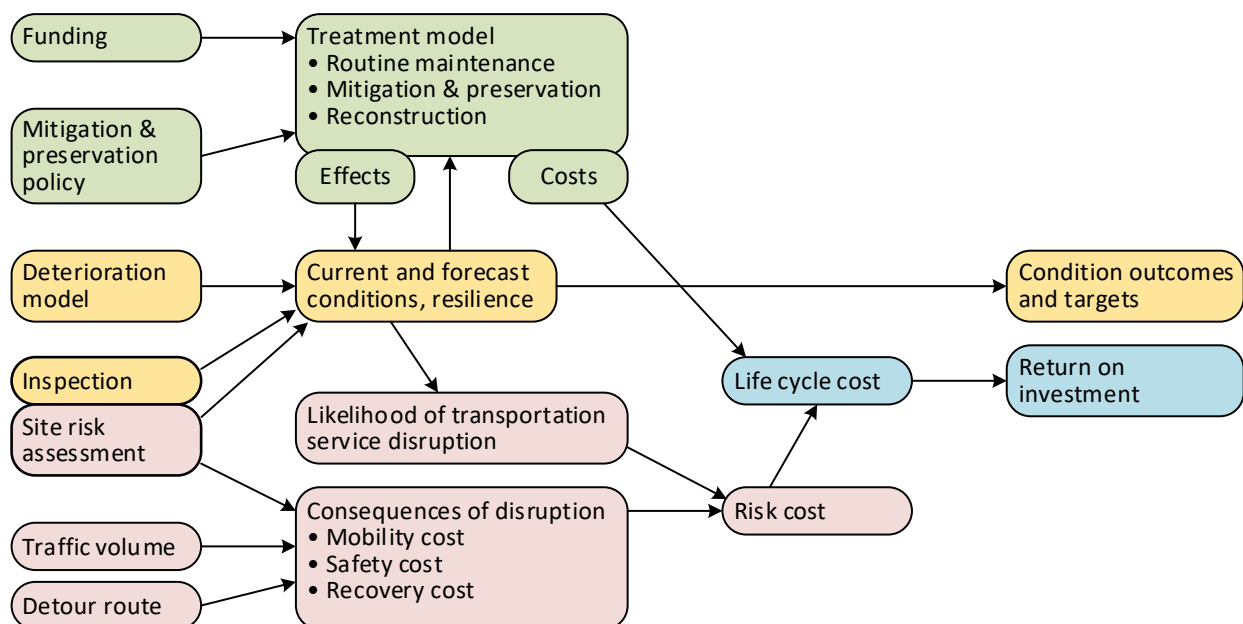 Funding
Treatment model
• Routine maintenance
• Mitigation & preservation
• Reconstruction
Mitigation &
preservation
policy
Effects
Costs
Deterioration
model
Current and forecast
conditions, resilience
Condition outcomes
and targets
Inspection
Site risk
assessment
Likelihood of transportation
service disruption
Life cycle cost
Return on
investment
Consequences of disruption
• Mobility cost
• Safety cost
• Recovery cost
Risk cost
Traffic volume
Detour route